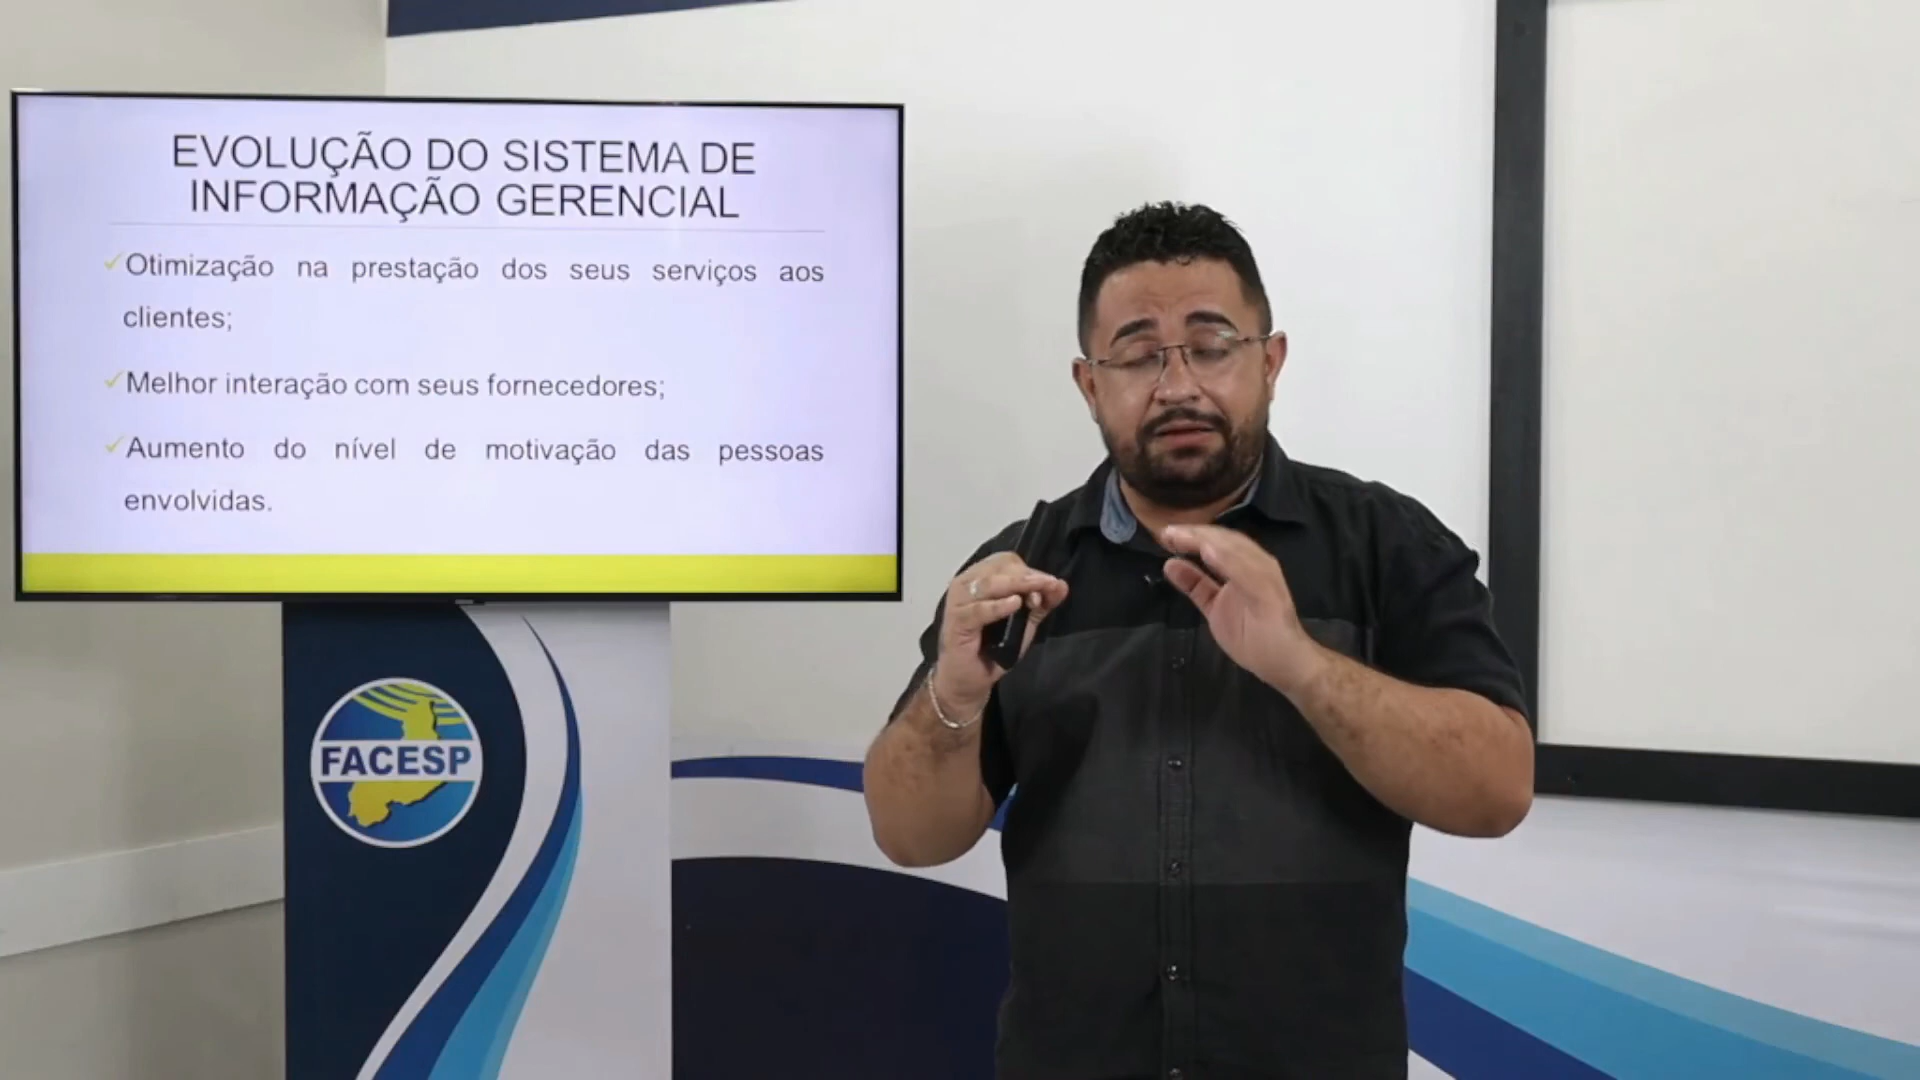 EVOLUÇÃO DO SISTEMA DE
INFORMAÇÃO GERENCIAL
Otimização na prestação dos seus serviços aos
clientes;
Melhor interação com seus fornecedores;
Aumento do nível de motivação das pessoas
envolvidas.
FACESP